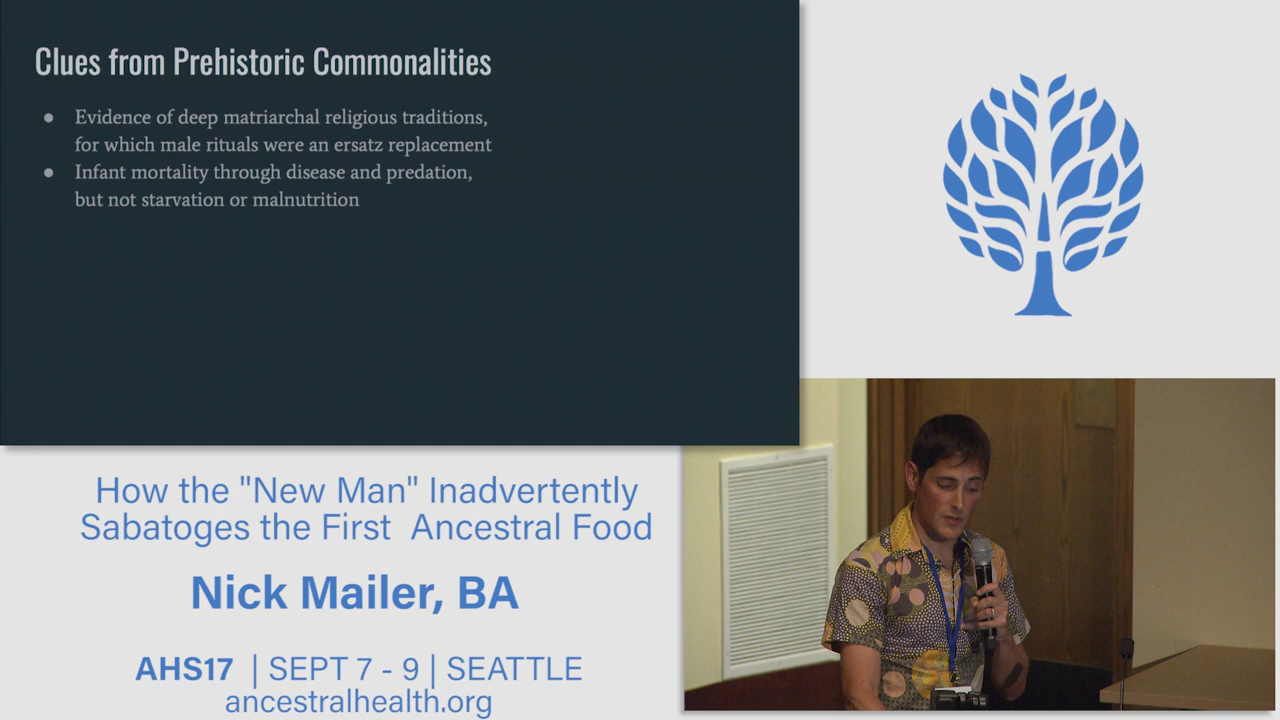 Clues from Prehistoric Commonalities
● Evidence of deep matriarchal religious traditions,
for which male rituals were an ersatz replacement
● Infant mortality through disease and predation,
but not starvation or malnutrition
How the "New Man" Inadvertently
Sabatoges the First Ancestral Food
Nick Mailer, BA
AHS17 | SEPT 7 - 9 | SEATTLE
ancestralhealth.org